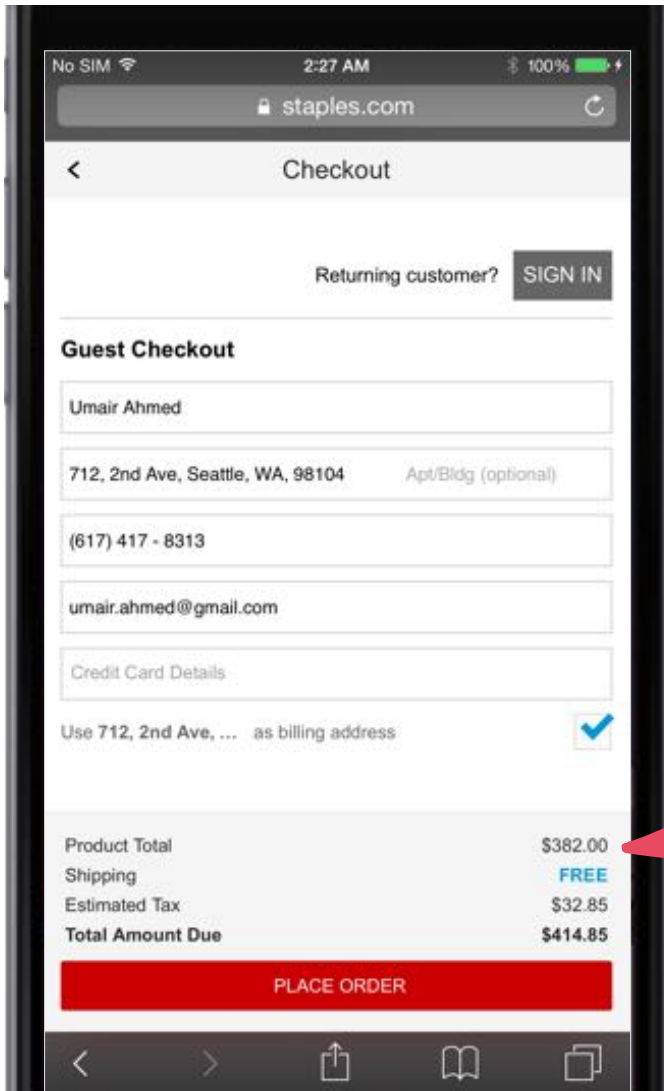 No SIM 2:27 AM 100%
staples.com
Checkout
Returning customer? SIGN IN
Guest Checkout
Umair Ahmed
712, 2nd Ave, Seattle, WA, 98104 Apt/Bldg (optional)
(617) 417 - 8313
umair.ahmed@gmail.com
Credit Card Details
Use 712, 2nd Ave, ... as billing address
Product Total $382.00
Shipping FREE
Estimated Tax $32.85
Total Amount Due $414.85
PLACE ORDER